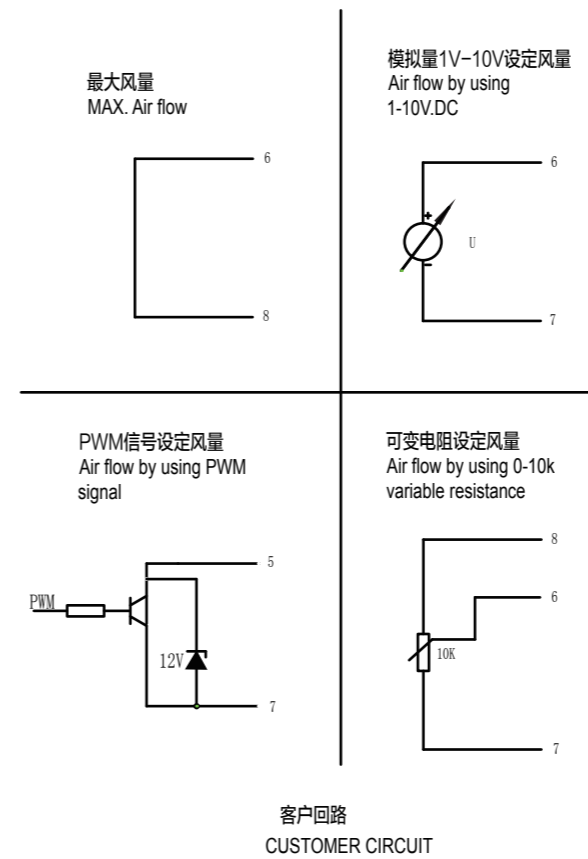 最大风量
MAX. Air flow
6
8
模拟量1V-10V设定风量
Air flow by using
1-10V.DC
6
+
U
-
7
PWM信号设定风量
Air flow by using PWM
signal
5
PWM
12V
7
可变电阻设定风量
Air flow by using 0-10k
variable resistance
8
6
10K
7
客户回路
CUSTOMER CIRCUIT